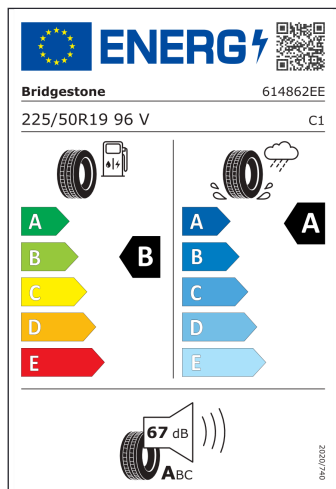 ENERG
Bridgestone 614862EE
225/50R19 96 V C1
A A
B B
C C
D D
E E
B A
67 dB
ABC
2020/740